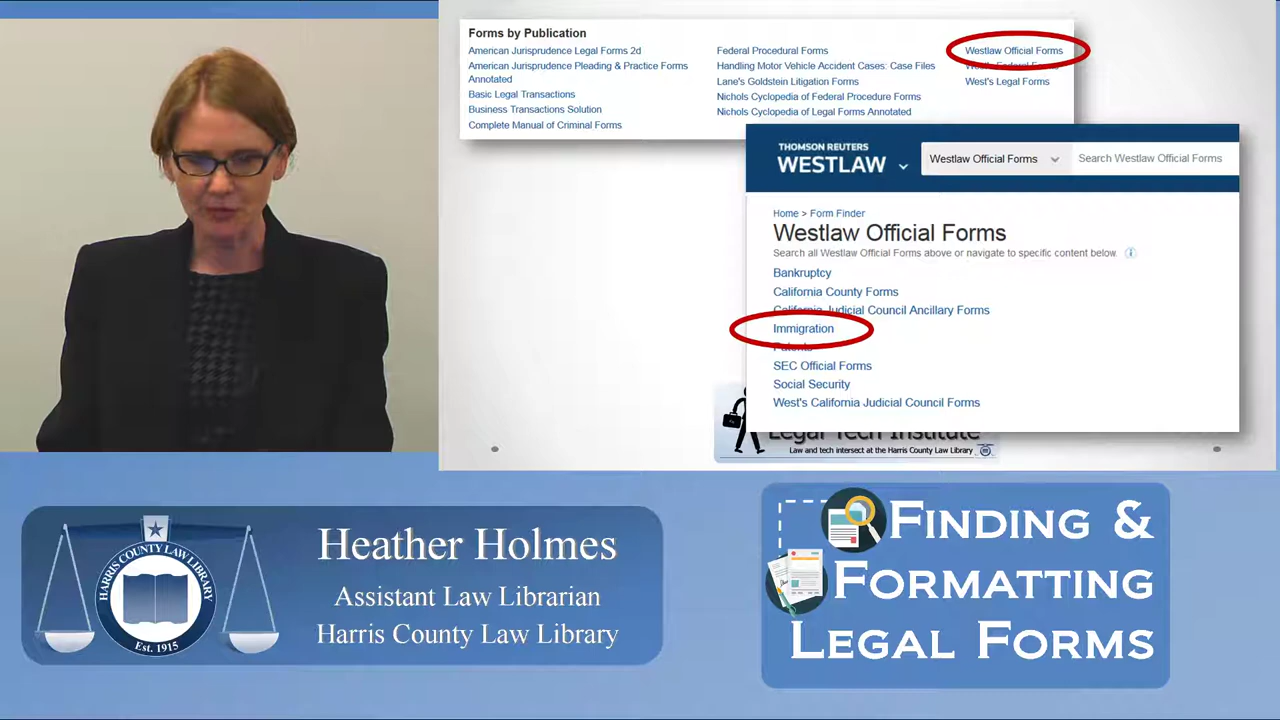 Forms by Publication
American Jurisprudence Legal Forms 2d
American Jurisprudence Pleading & Practice Forms
Annotated
Basic Legal Transactions
Business Transactions Solution
Complete Manual of Criminal Forms
Federal Procedural Forms
Handling Motor Vehicle Accident Cases: Case Files
Lane's Goldstein Litigation Forms
Nichols Cyclopedia of Federal Procedure Forms
Nichols Cyclopedia of Legal Forms Annotated
Westlaw Official Forms
West's Federal Forms
West's Legal Forms
THOMSON REUTERS
WESTLAW
Westlaw Official Forms
Search Westlaw Official Forms
Home > Form Finder
Westlaw Official Forms
Search all Westlaw Official Forms above or navigate to specific content below.
Bankruptcy
California County Forms
California Judicial Council Ancillary Forms
Immigration
Patents
SEC Official Forms
Social Security
West's California Judicial Council Forms
Legal Tech Institute
Law and tech intersect at the Harris County Law Library
HARRIS COUNTY LAW LIBRARY
Est. 1915
Heather Holmes
Assistant Law Librarian
Harris County Law Library
FINDING &
FORMATTING
LEGAL FORMS